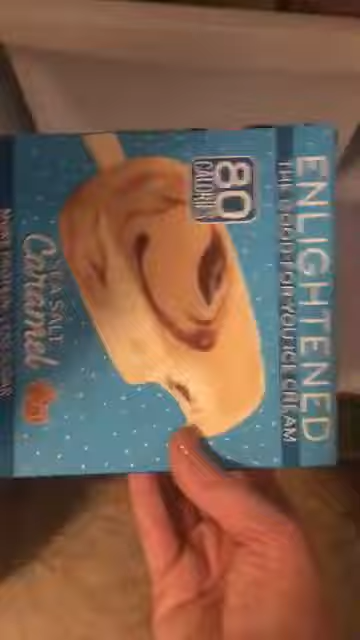 ENLIGHTENED
THE GOOD-FOR-YOU ICE CREAM
80
CALORIES
SEA SALT
Caramel